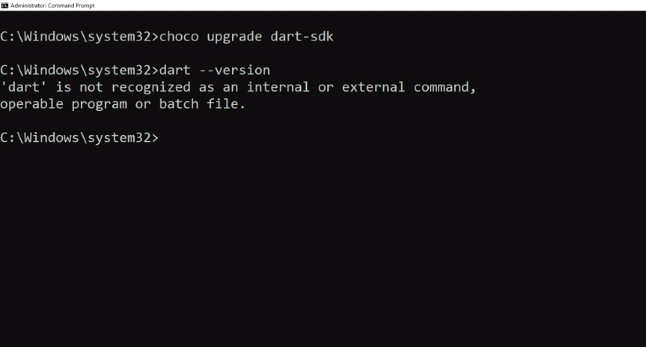 Administrator: Command Prompt
C:\Windows\system32>choco upgrade dart-sdk
C:\Windows\system32>dart --version
'dart' is not recognized as an internal or external command,
operable program or batch file.
C:\Windows\system32>